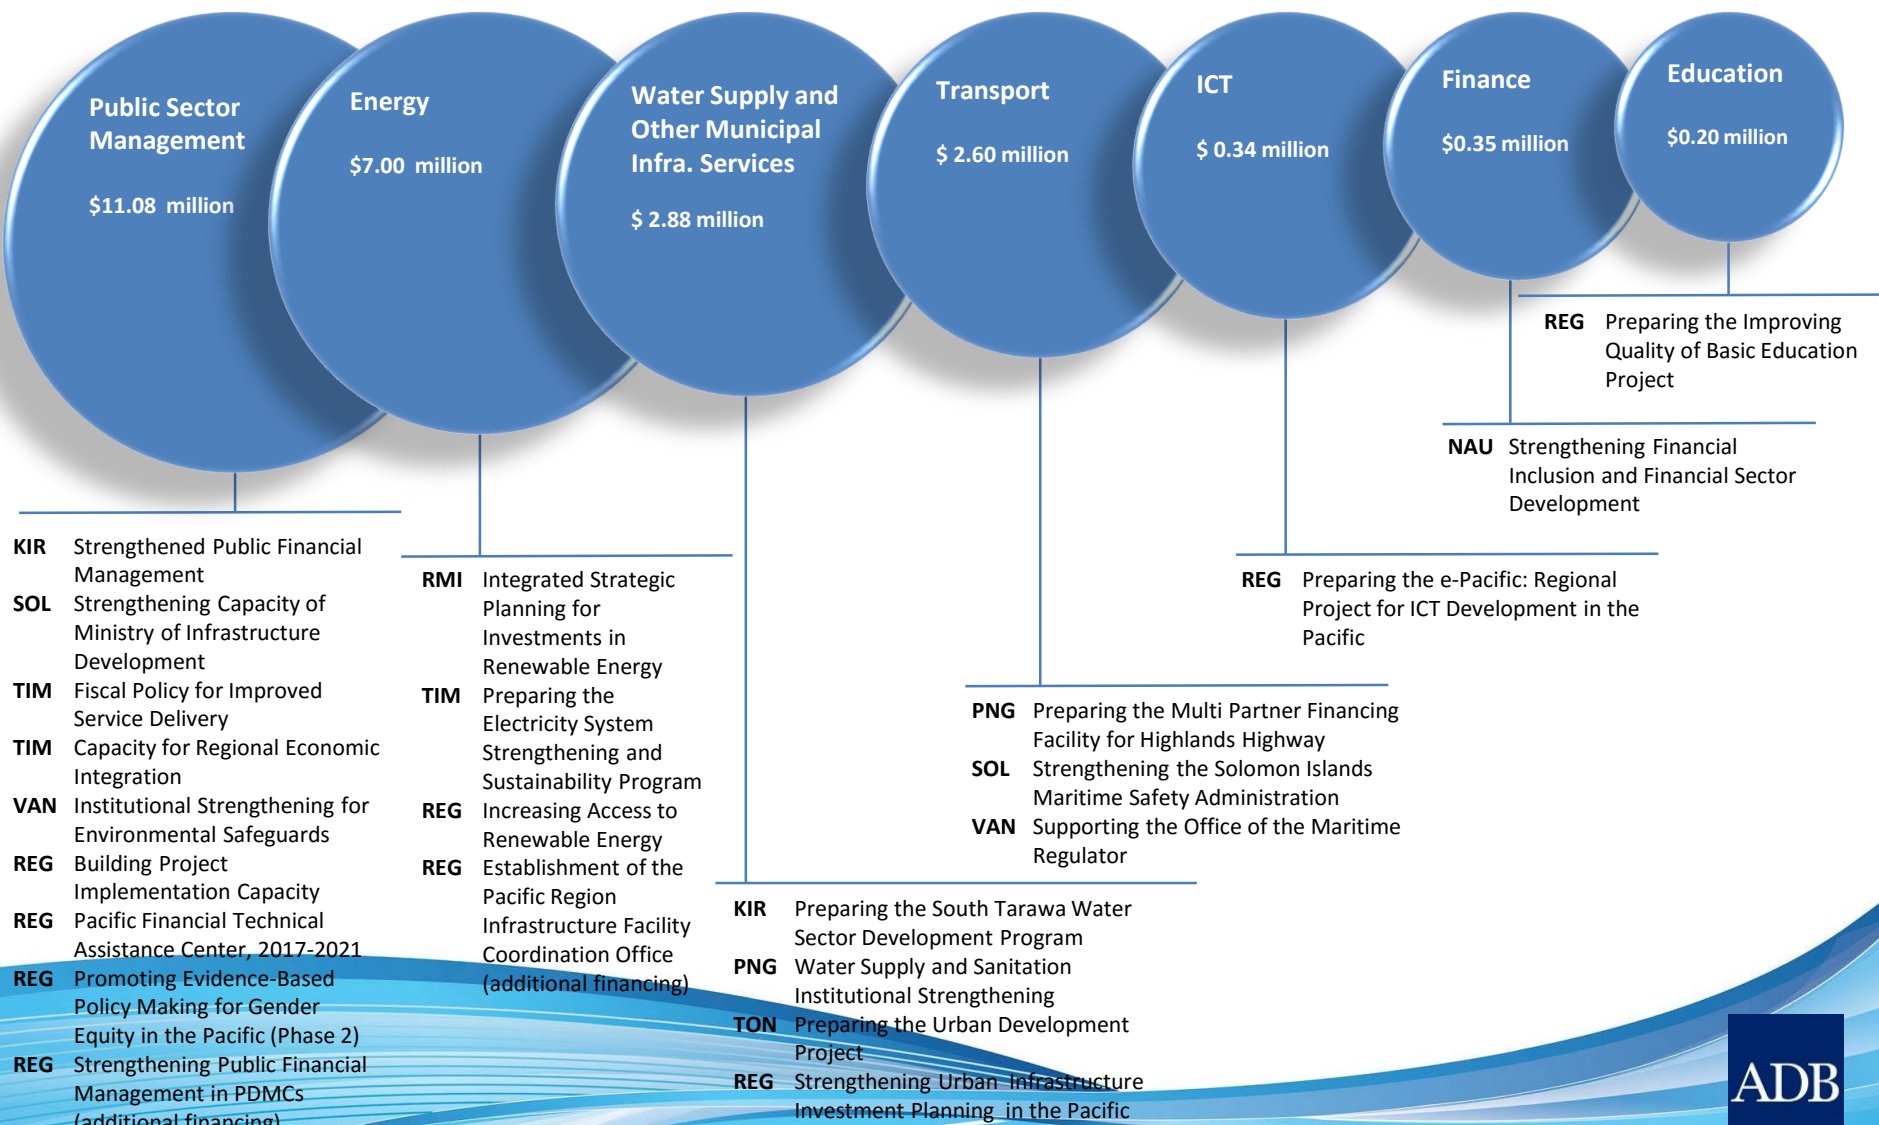 Public Sector
Management
$11.08 million
Energy
$7.00 million
Water Supply and
Other Municipal
Infra. Services
$ 2.88 million
Transport
$ 2.60 million
ICT
$ 0.34 million
Finance
$0.35 million
Education
$0.20 million
KIR Strengthened Public Financial
Management
SOL Strengthening Capacity of
Ministry of Infrastructure
Development
TIM Fiscal Policy for Improved
Service Delivery
TIM Capacity for Regional Economic
Integration
VAN Institutional Strengthening for
Environmental Safeguards
REG Building Project
Implementation Capacity
REG Pacific Financial Technical
Assistance Center, 2017-2021
REG Promoting Evidence-Based
Policy Making for Gender
Equity in the Pacific (Phase 2)
REG Strengthening Public Financial
Management in PDMCs
(additional financing)
RMI Integrated Strategic
Planning for
Investments in
Renewable Energy
TIM Preparing the
Electricity System
Strengthening and
Sustainability Program
REG Increasing Access to
Renewable Energy
REG Establishment of the
Pacific Region
Infrastructure Facility
Coordination Office
(additional financing)
KIR Preparing the South Tarawa Water
Sector Development Program
PNG Water Supply and Sanitation
Institutional Strengthening
TON Preparing the Urban Development
Project
REG Strengthening Urban Infrastructure
Investment Planning in the Pacific
PNG Preparing the Multi Partner Financing
Facility for Highlands Highway
SOL Strengthening the Solomon Islands
Maritime Safety Administration
VAN Supporting the Office of the Maritime
Regulator
REG Preparing the e-Pacific: Regional
Project for ICT Development in the
Pacific
NAU Strengthening Financial
Inclusion and Financial Sector
Development
REG Preparing the Improving
Quality of Basic Education
Project
ADB